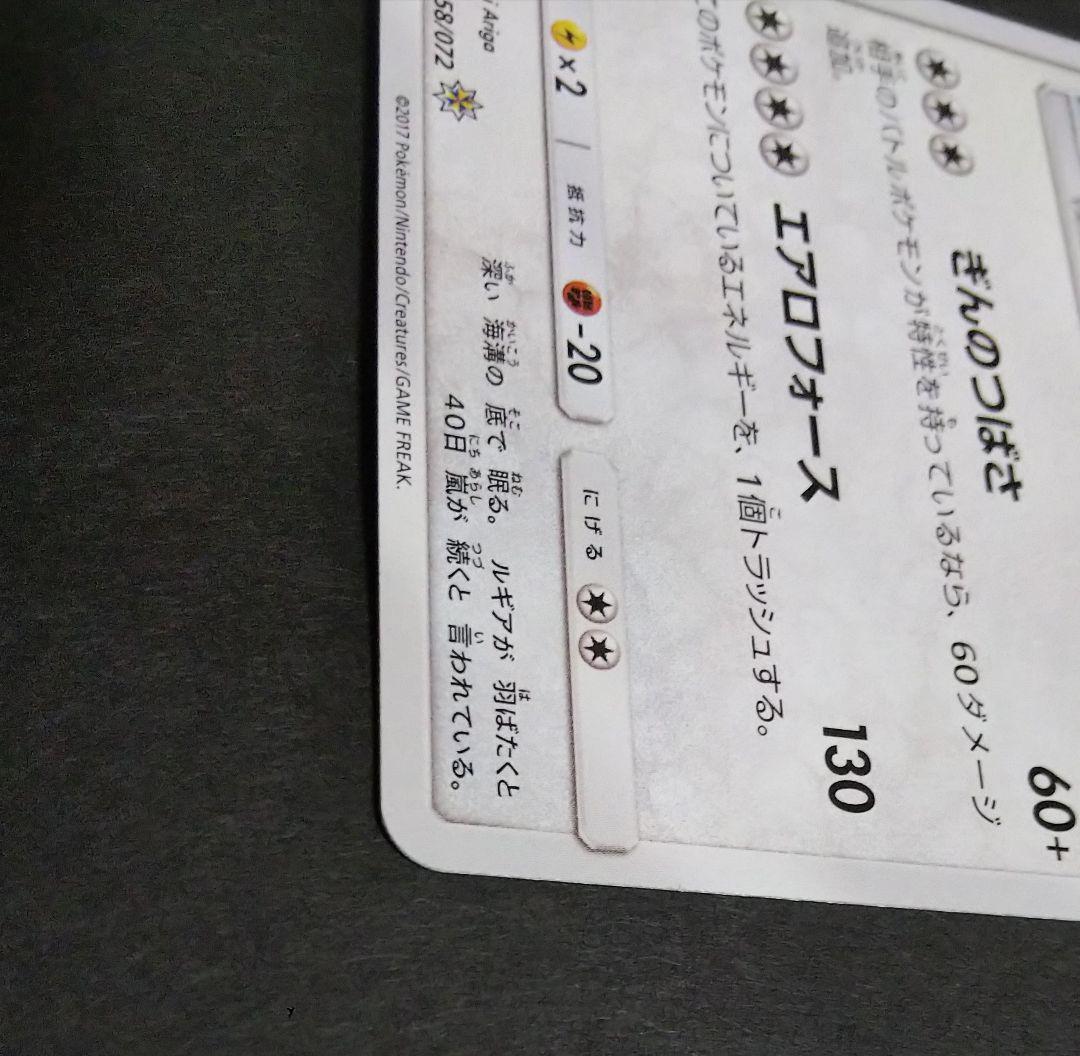 60+
ぎんのつばさ
相手のバトルポケモンが特性を持っているなら、60ダメージ
追加。
エアロフォース 130
このポケモンについているエネルギーを、1個トラッシュする。
×2 抵抗力 -20 にげる
深い 海溝の 底で 眠る。 ルギアが 羽ばたくと
40日 嵐が 続くと 言われている。
Ariga
58/072
©2017 Pokémon/Nintendo/Creatures/GAME FREAK.